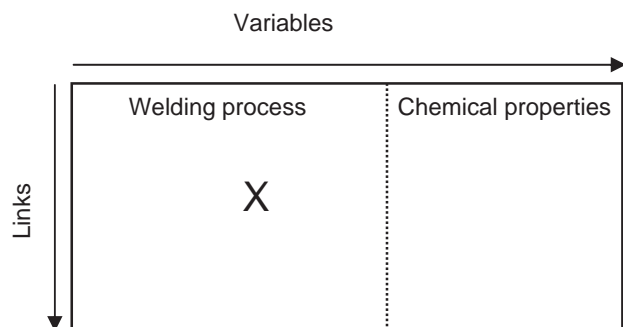 Variables
Welding process
Chemical properties
X
Links